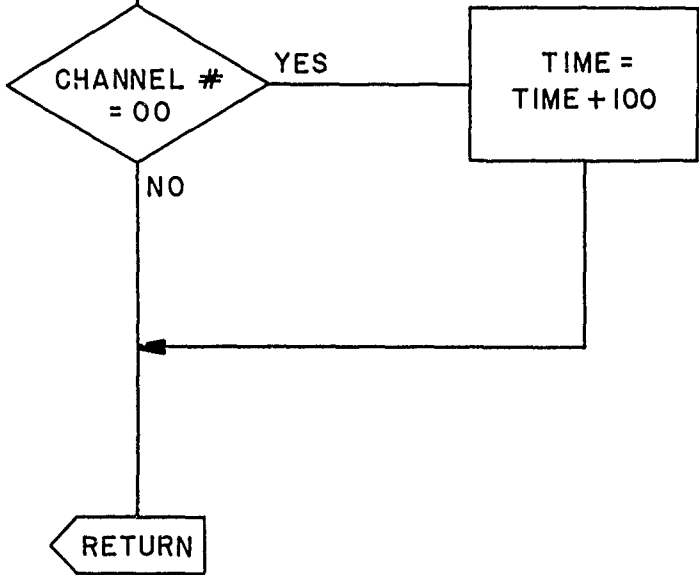 CHANNEL #
= 00
YES
TIME =
TIME + 100
NO
RETURN